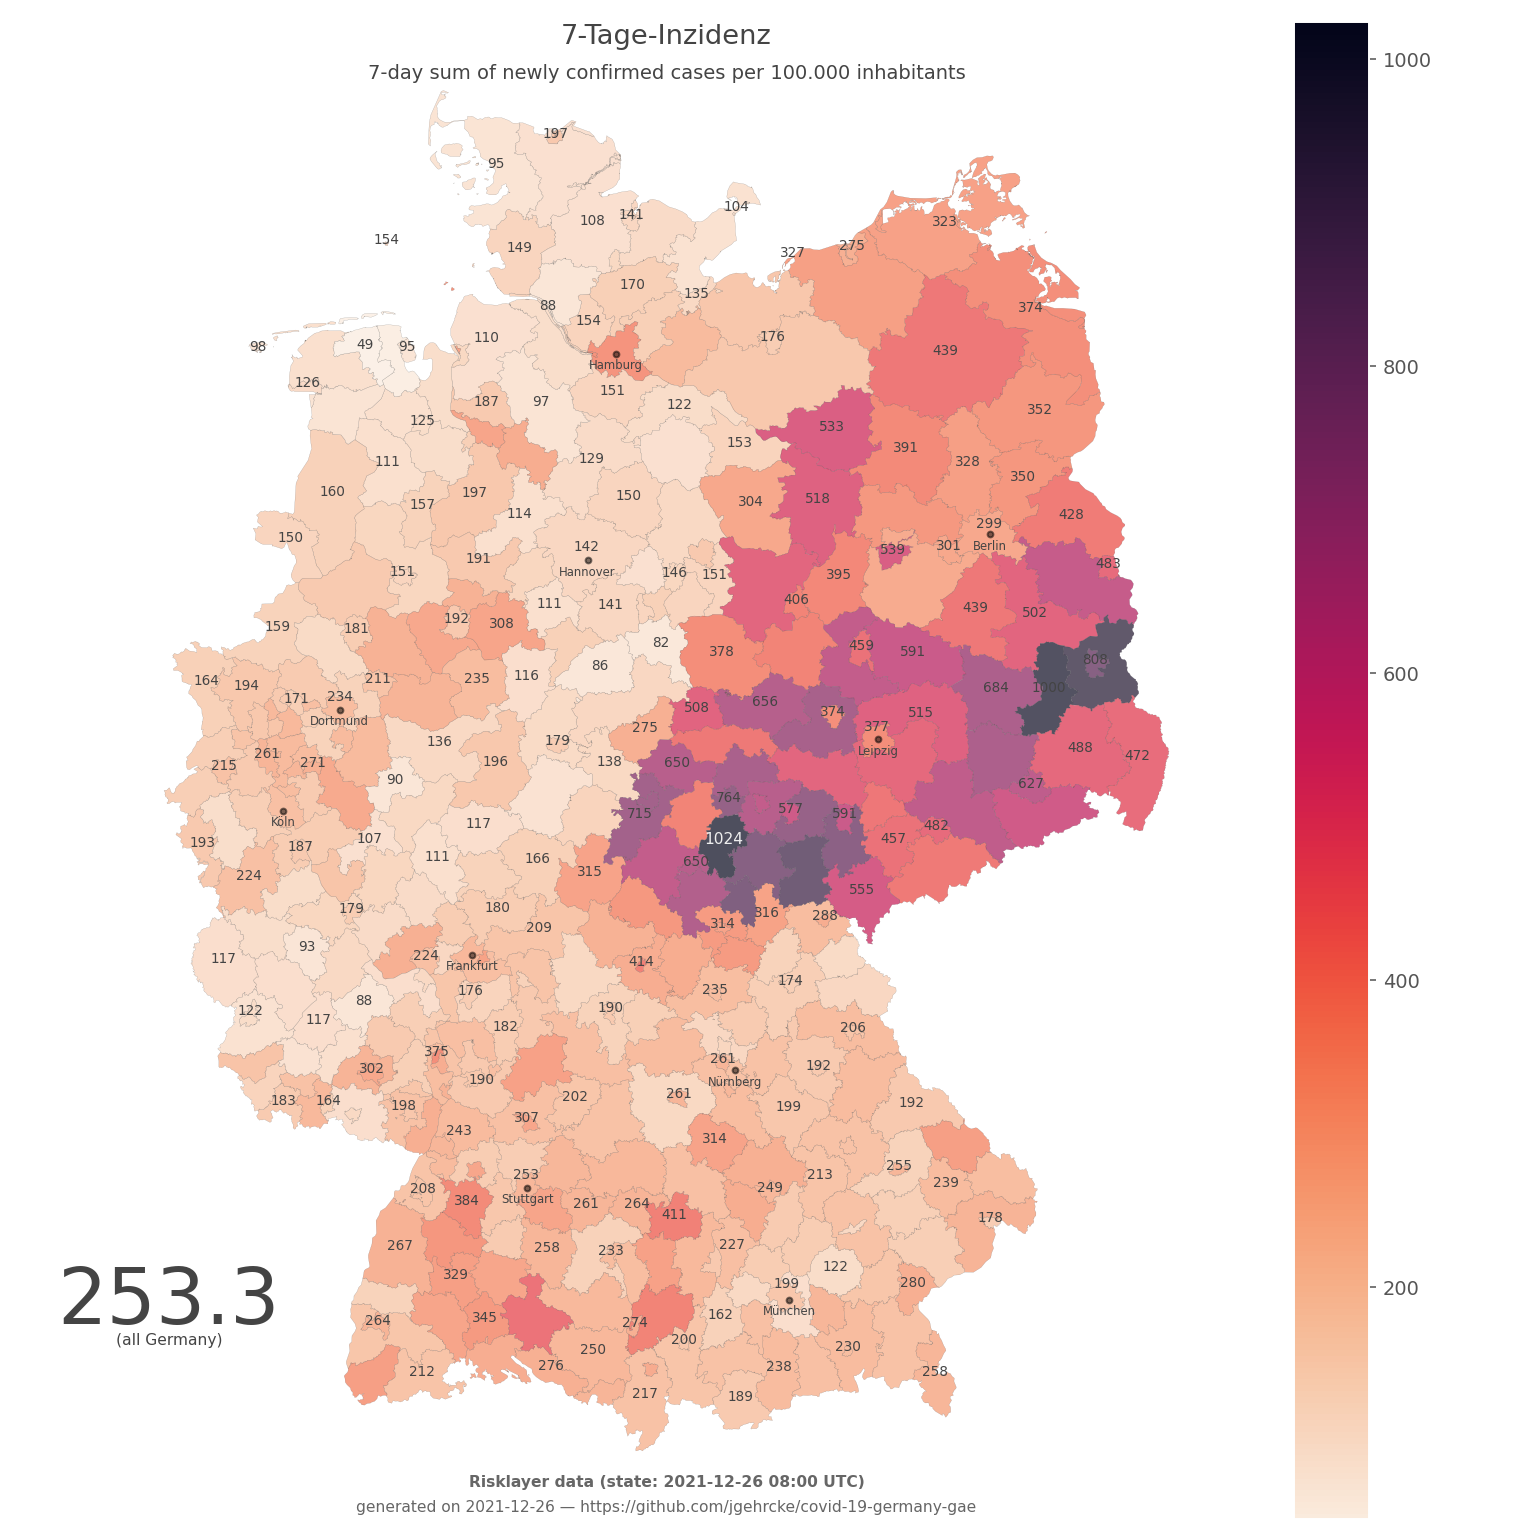 7-Tage-Inzidenz
7-day sum of newly confirmed cases per 100.000 inhabitants
1000
800
600
400
200
197
95
104
108 141
323
154 149 327 275
170 135
88 154 374
110 176
98 49 95 439
Hamburg
126 187 97 151 122 352
125 533
153 391
111 129 328
350
160 157 197 150 304 518
114 428
299
150 142 539 301 Berlin
191 Hannover 146 151 395 483
151
111 141 406 439 502
159 181 192 308
82 378 459 591 808
86
164 194 211 235 116 684 1000
171 234 508 656
Dortmund 374 515
275 377
136 179 Leipzig 488 472
215 261 271 196 138 650
90 627
764 577
Köln 117 715 591
193 187 107 1024 457 482
111 166 650
224 315 555
179 180 209 314 316 288
93 224
117 Frankfurt 414 174
88 176 235
122 117 182 190 206
375 261
302 190 Nürnberg 192
183 164 198 202 261 199 192
307
243 314
253 255
208 Stuttgart 249 213 239
384 261 264 411 178
267 258 233 227
329 122
199 280
264 345 274 162 München
250 200 230
212 276 238 258
217 189
253.3
(all Germany)
Risklayer data (state: 2021-12-26 08:00 UTC)
generated on 2021-12-26 — https://github.com/jgehrcke/covid-19-germany-gae